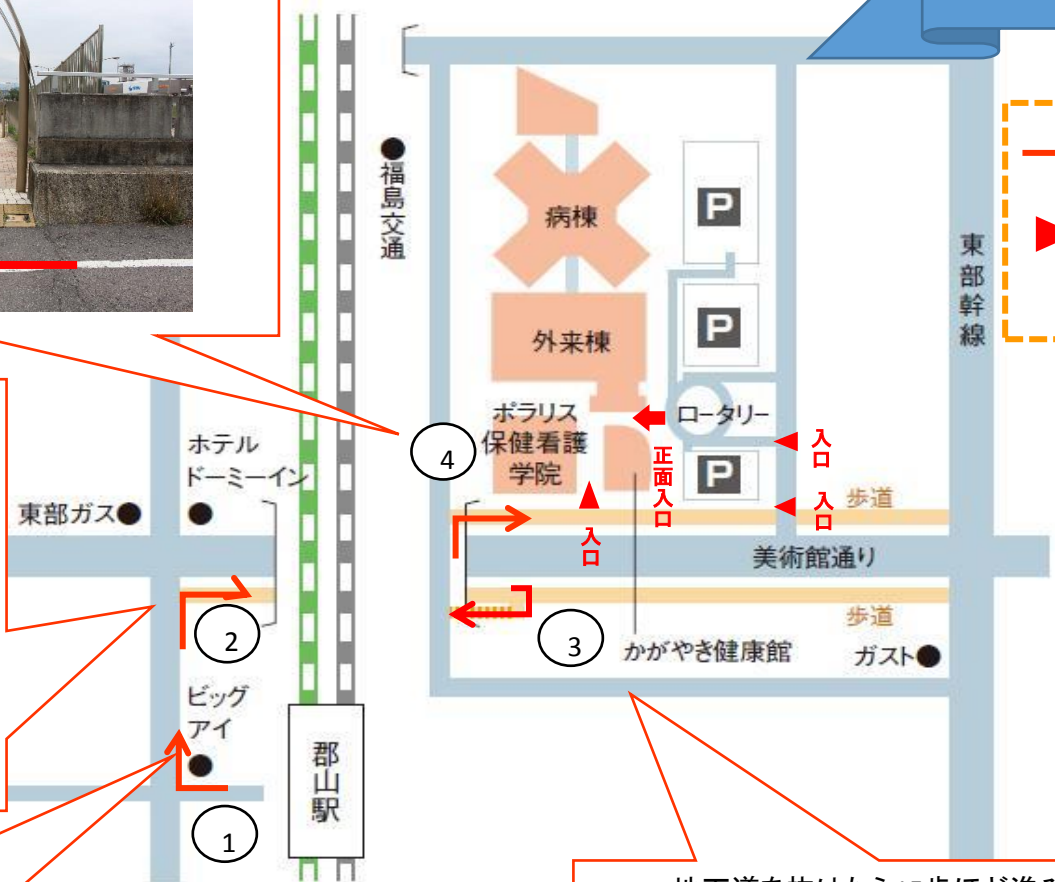 福島交通
病棟
P
東部幹線
外来棟
P
ポラリス
保健看護
学院
ロータリー
正面入口
P
入口
入口
入口
歩道
美術館通り
歩道
かがやき健康館
ガスト
ホテル
ドーミーイン
東部ガス
ビッグ
アイ
郡山駅
1
2
3
4